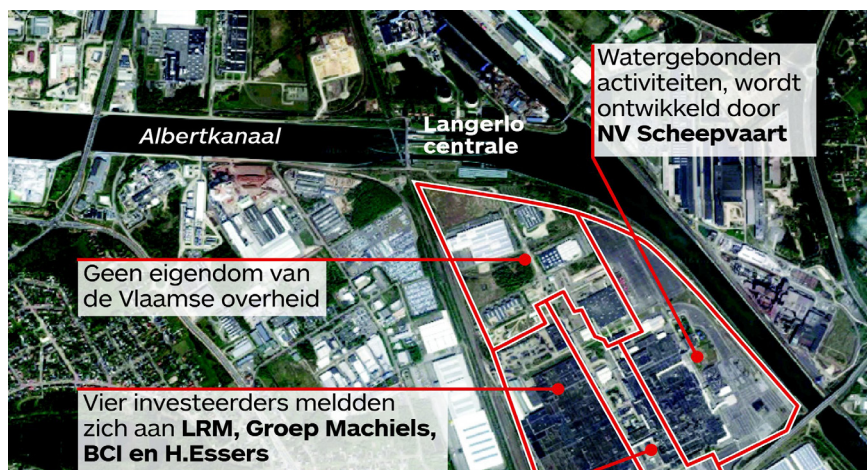 Watergebonden
activiteiten, wordt
ontwikkeld door
NV Scheepvaart
Albertkanaal
Langerlo
centrale
Geen eigendom van
de Vlaamse overheid
Vier investeerders meldden
zich aan LRM, Groep Machiels,
BCI en H.Essers